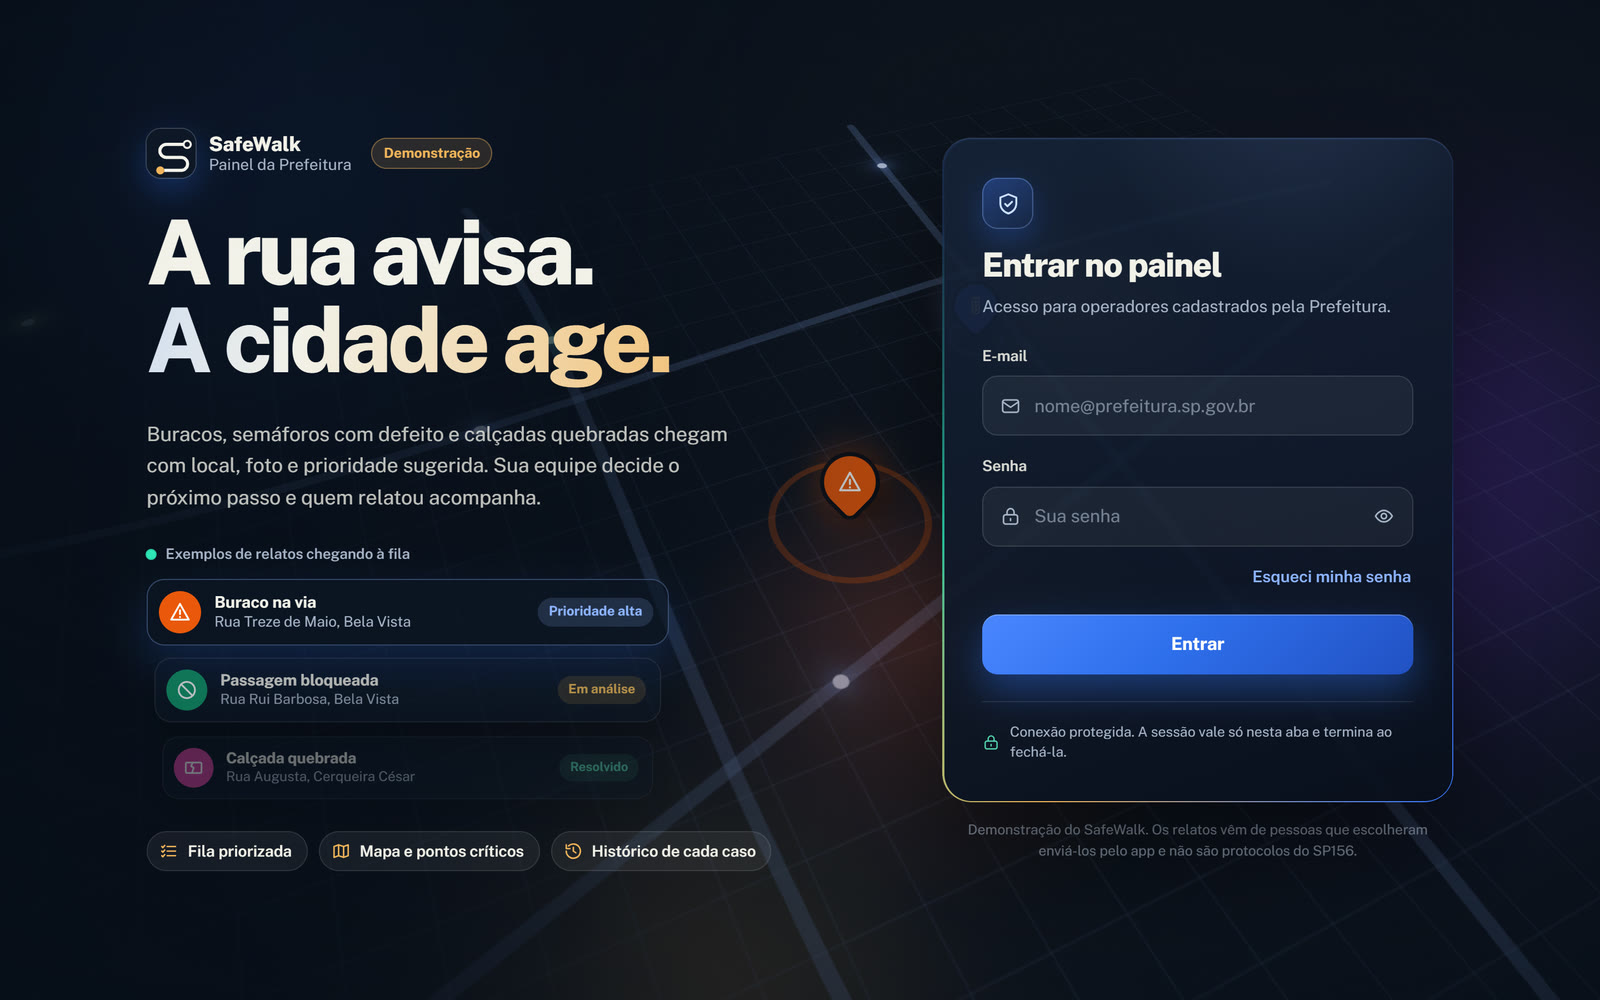 SafeWalk
Painel da Prefeitura
Demonstração
A rua avisa.
A cidade age.
Buracos, semáforos com defeito e calçadas quebradas chegam
com local, foto e prioridade sugerida. Sua equipe decide o
próximo passo e quem relatou acompanha.
Exemplos de relatos chegando à fila
Buraco na via
Rua Treze de Maio, Bela Vista
Prioridade alta
Passagem bloqueada
Rua Rui Barbosa, Bela Vista
Em análise
Calçada quebrada
Rua Augusta, Cerqueira César
Resolvido
Fila priorizada
Mapa e pontos críticos
Histórico de cada caso
Entrar no painel
Acesso para operadores cadastrados pela Prefeitura.
E-mail
nome@prefeitura.sp.gov.br
Senha
Sua senha
Esqueci minha senha
Entrar
Conexão protegida. A sessão vale só nesta aba e termina ao
fechá-la.
Demonstração do SafeWalk. Os relatos vêm de pessoas que escolheram
enviá-los pelo app e não são protocolos do SP156.